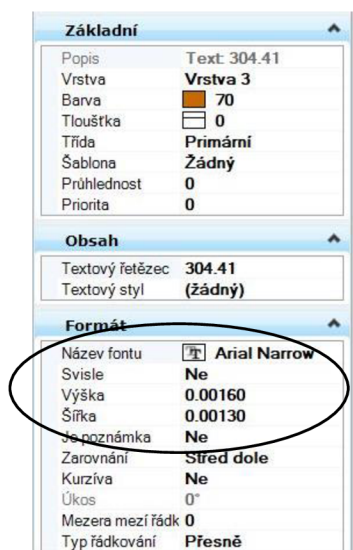 Základní
Popis Text: 304.41
Vrstva Vrstva 3
Barva 70
Tloušťka 0
Třída Primární
Šablona Žádný
Průhlednost 0
Priorita 0
Obsah
Textový řetězec 304.41
Textový styl (žádný)
Formát
Název fontu Arial Narrow
Svisle Ne
Výška 0.00160
Šířka 0.00130
Je poznámka Ne
Zarovnání Střed dole
Kurzíva Ne
Úkos 0°
Mezera mezí řádk 0
Typ řádkování Přesně